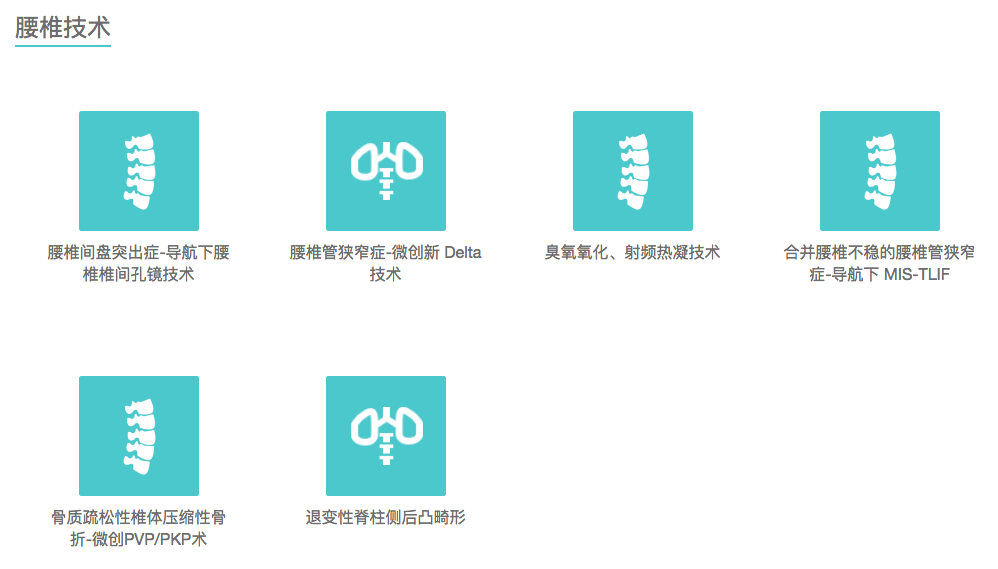 腰椎技术
腰椎间盘突出症-导航下腰
椎椎间孔镜技术
腰椎管狭窄症-微创新 Delta
技术
臭氧氧化、射频热凝技术
合并腰椎不稳的腰椎管狭窄
症-导航下 MIS-TLIF
骨质疏松性椎体压缩性骨
折-微创PVP/PKP术
退变性脊柱侧后凸畸形